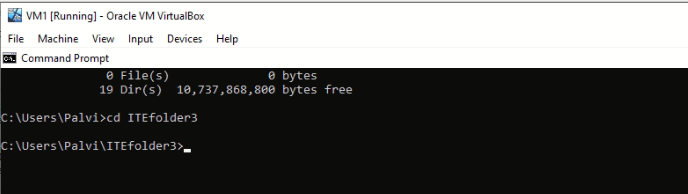 VM1 [Running] - Oracle VM VirtualBox
File Machine View Input Devices Help
Command Prompt
0 File(s) 0 bytes
19 Dir(s) 10,737,868,800 bytes free
C:\Users\Palvi>cd ITEfolder3
C:\Users\Palvi\ITEfolder3>